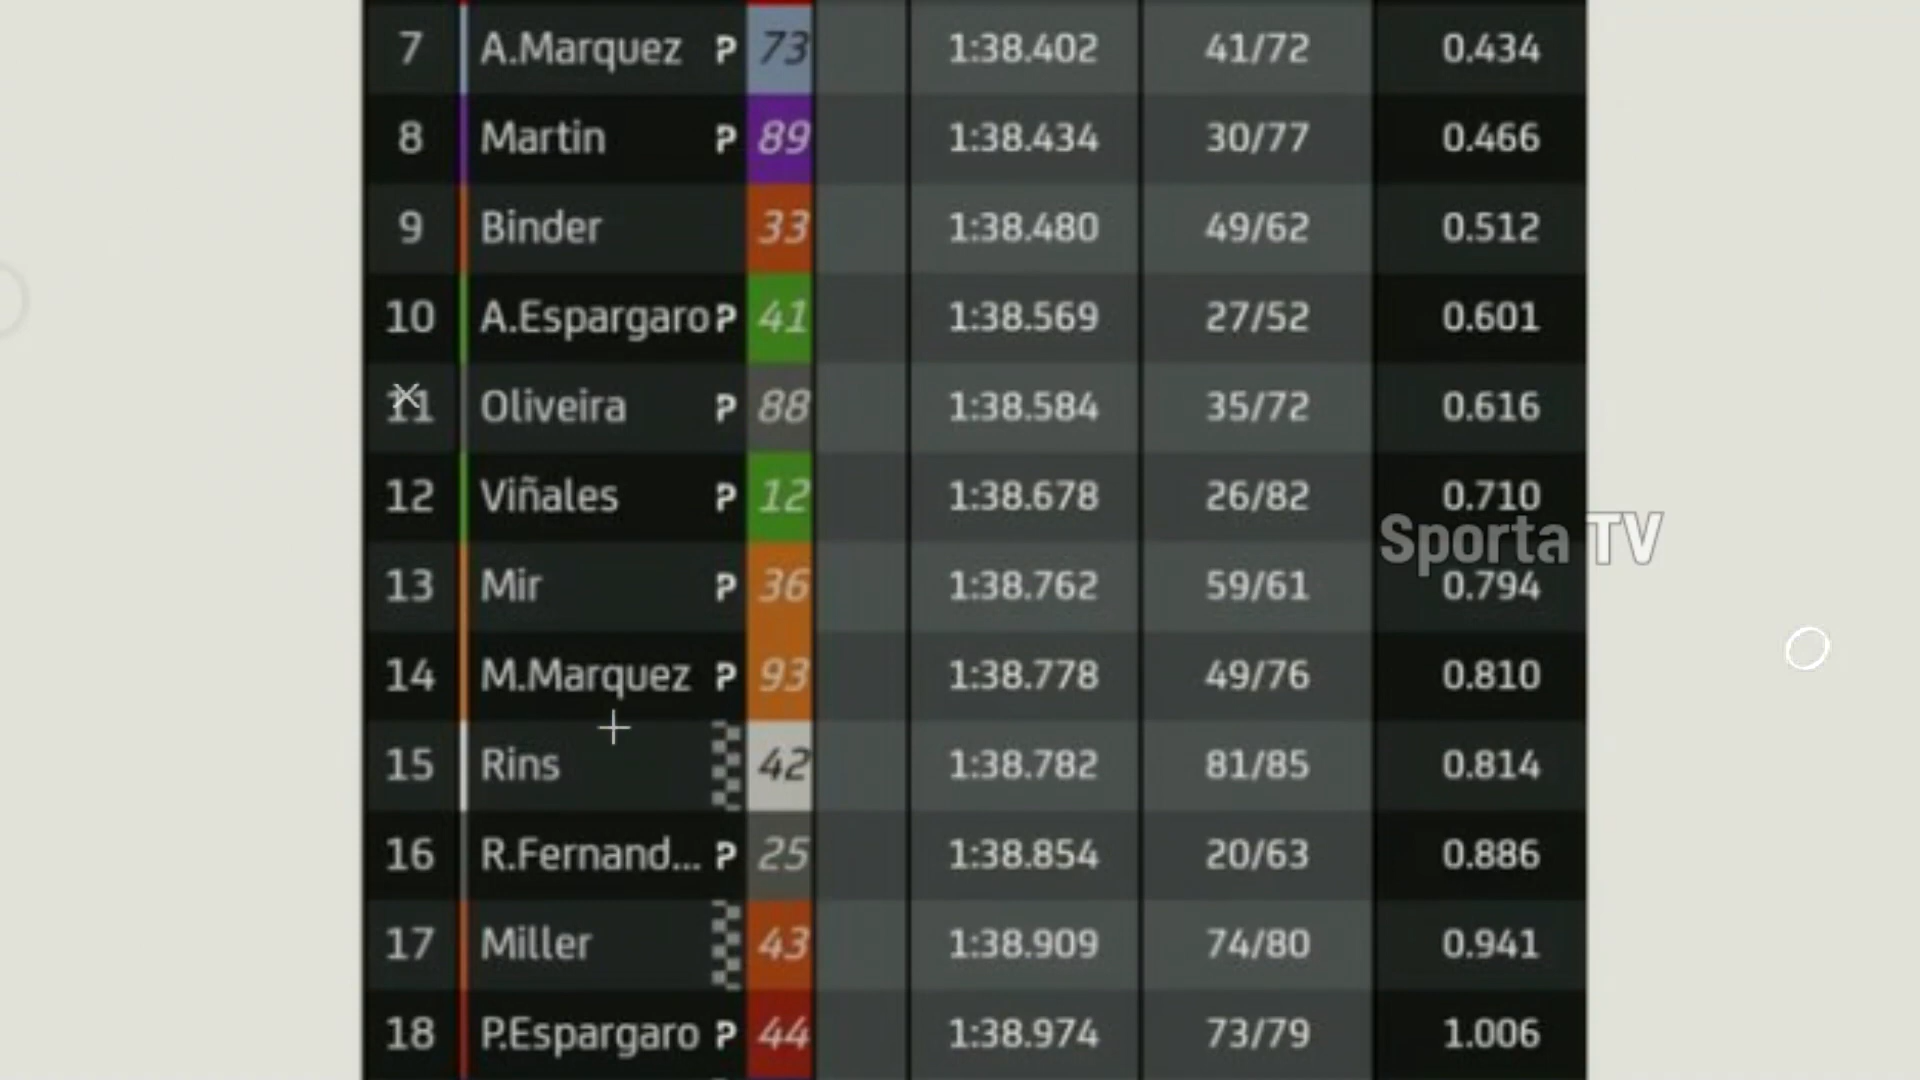 7 A.Marquez P 73 1:38.402 41/72 0.434
8 Martin P 89 1:38.434 30/77 0.466
9 Binder 33 1:38.480 49/62 0.512
10 A.Espargaro P 41 1:38.569 27/52 0.601
11 Oliveira P 88 1:38.584 35/72 0.616
12 Viñales P 12 1:38.678 26/82 0.710
Sporta TV
13 Mir P 36 1:38.762 59/61 0.794
14 M.Marquez P 93 1:38.778 49/76 0.810
15 Rins 42 1:38.782 81/85 0.814
16 R.Fernand... P 25 1:38.854 20/63 0.886
17 Miller 43 1:38.909 74/80 0.941
18 P.Espargaro P 44 1:38.974 73/79 1.006